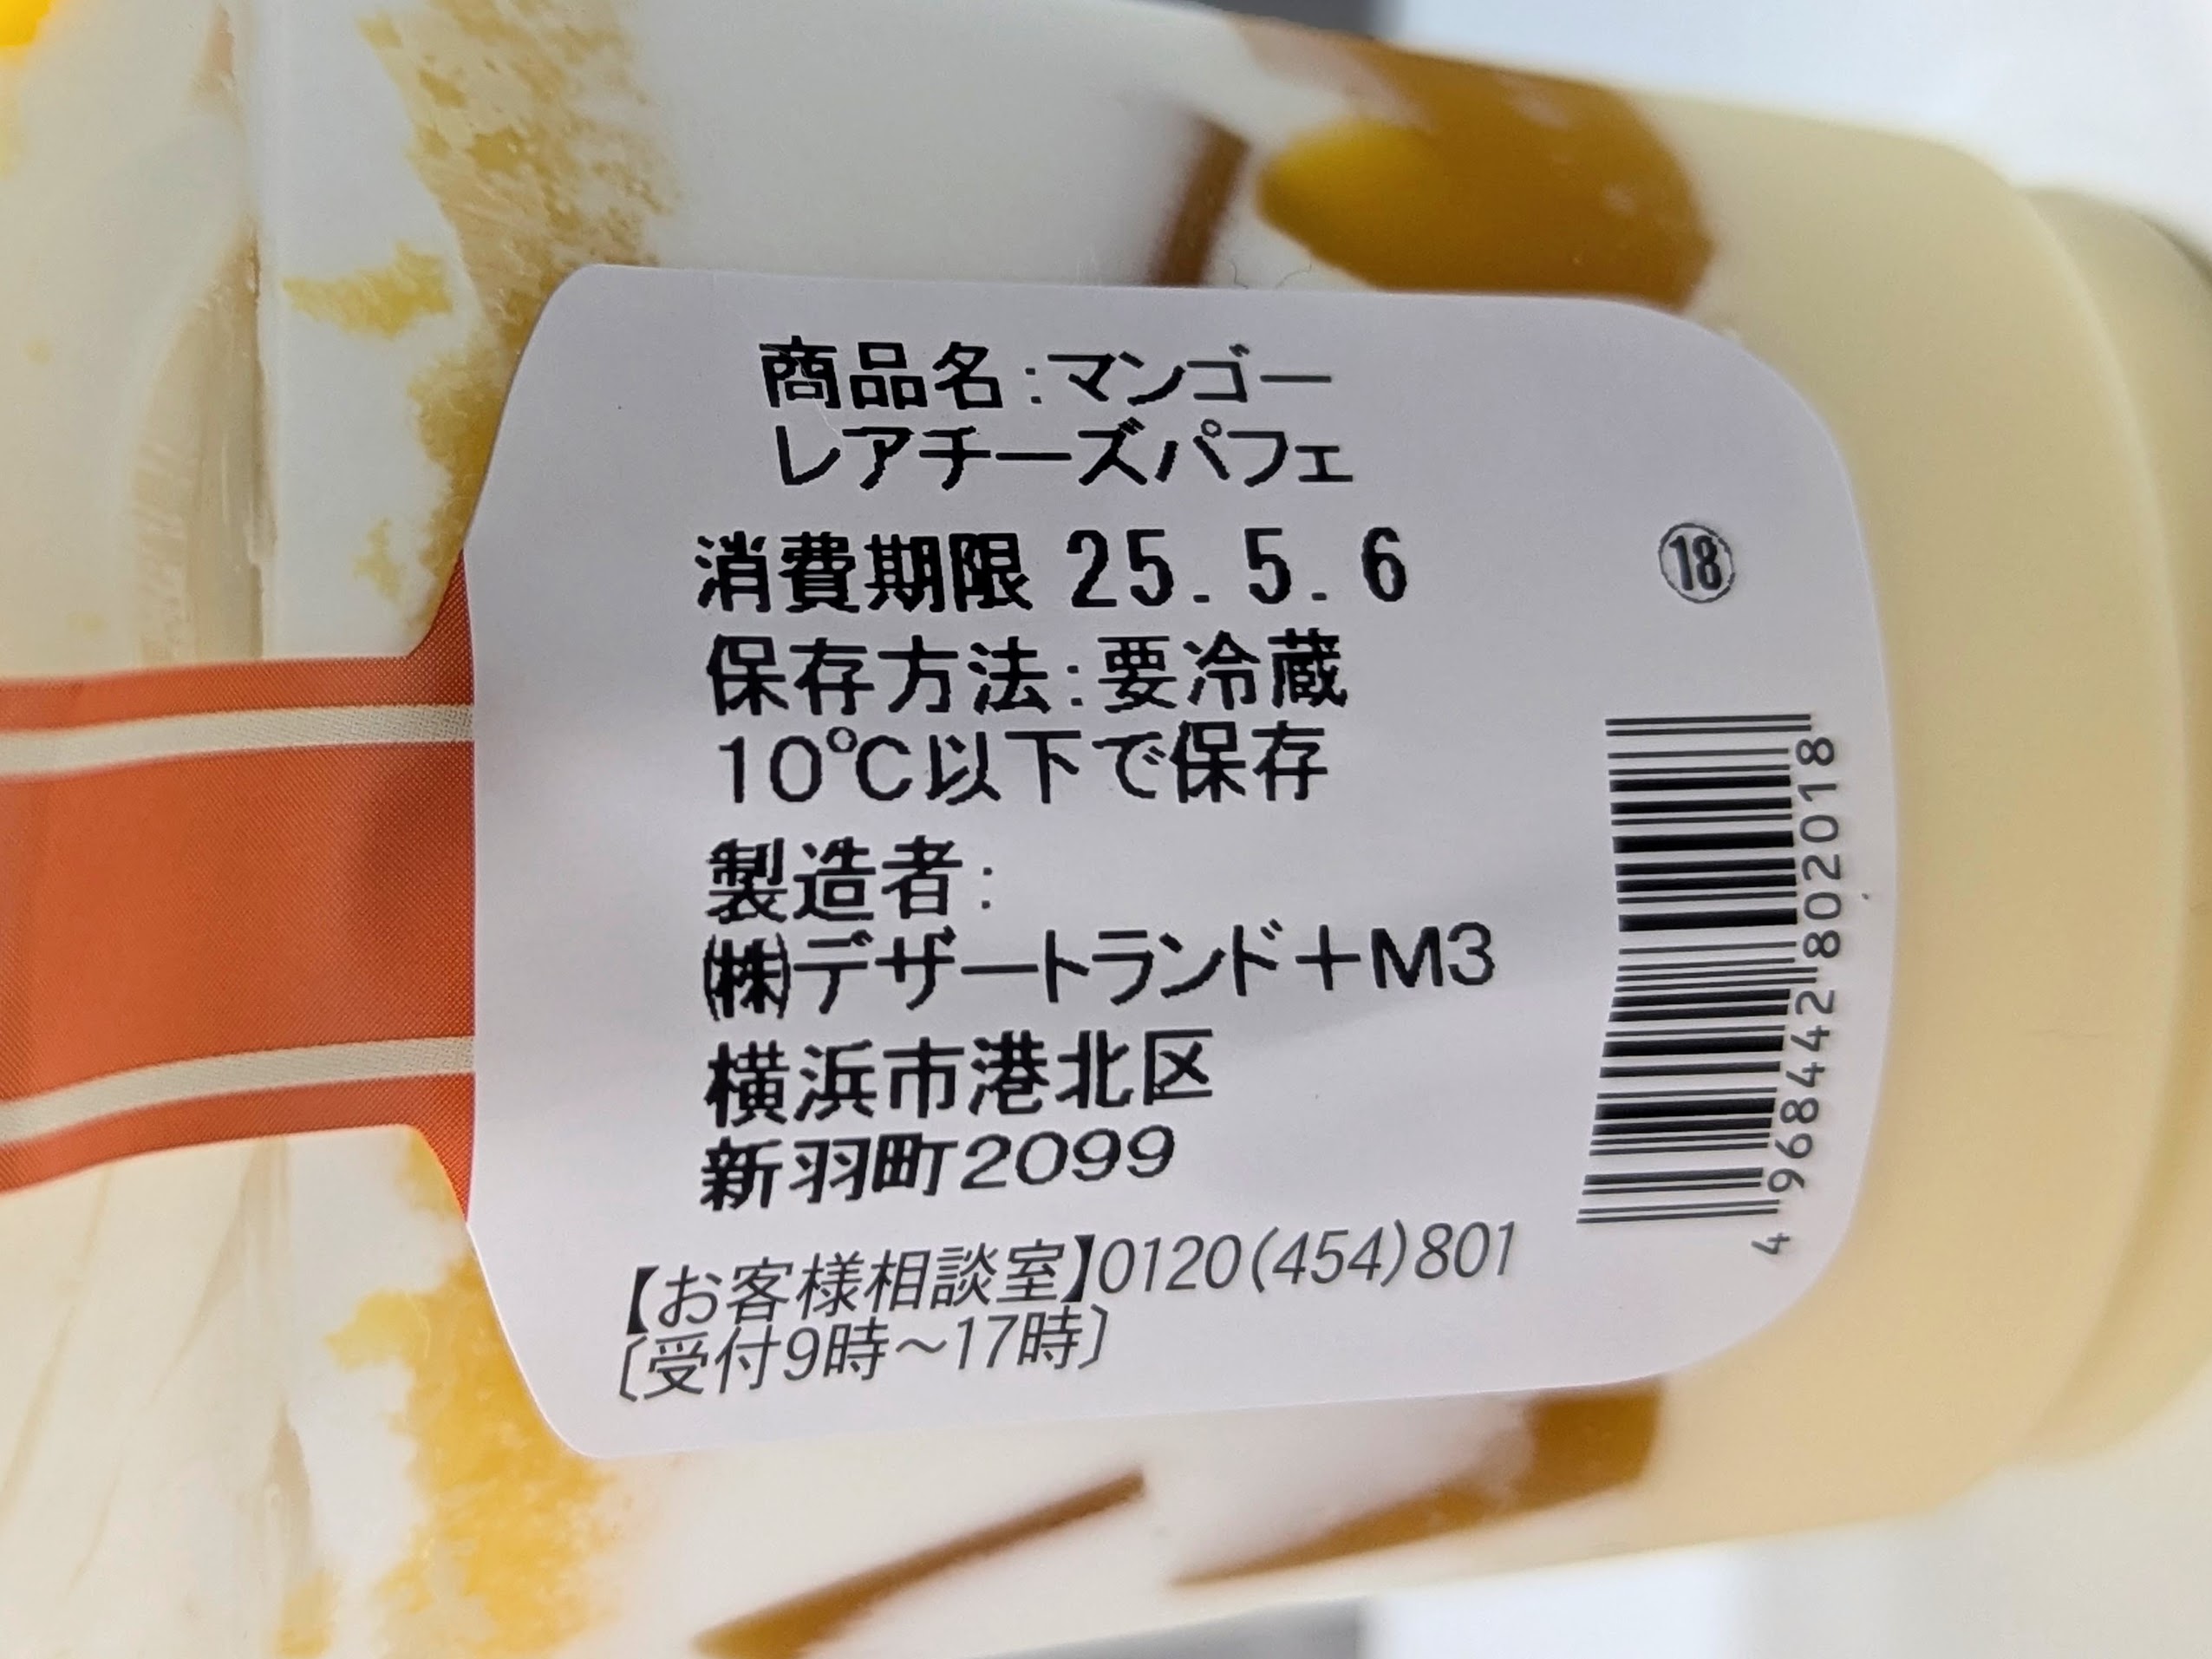 商品名:マンゴー
レアチーズパフェ
消費期限 25. 5. 6
⑱
保存方法:要冷蔵
10℃以下で保存
製造者:
㈱デザートランド+M3
横浜市港北区
新羽町2099
【お客様相談室】0120(454)801
〔受付9時~17時〕
4968442802018